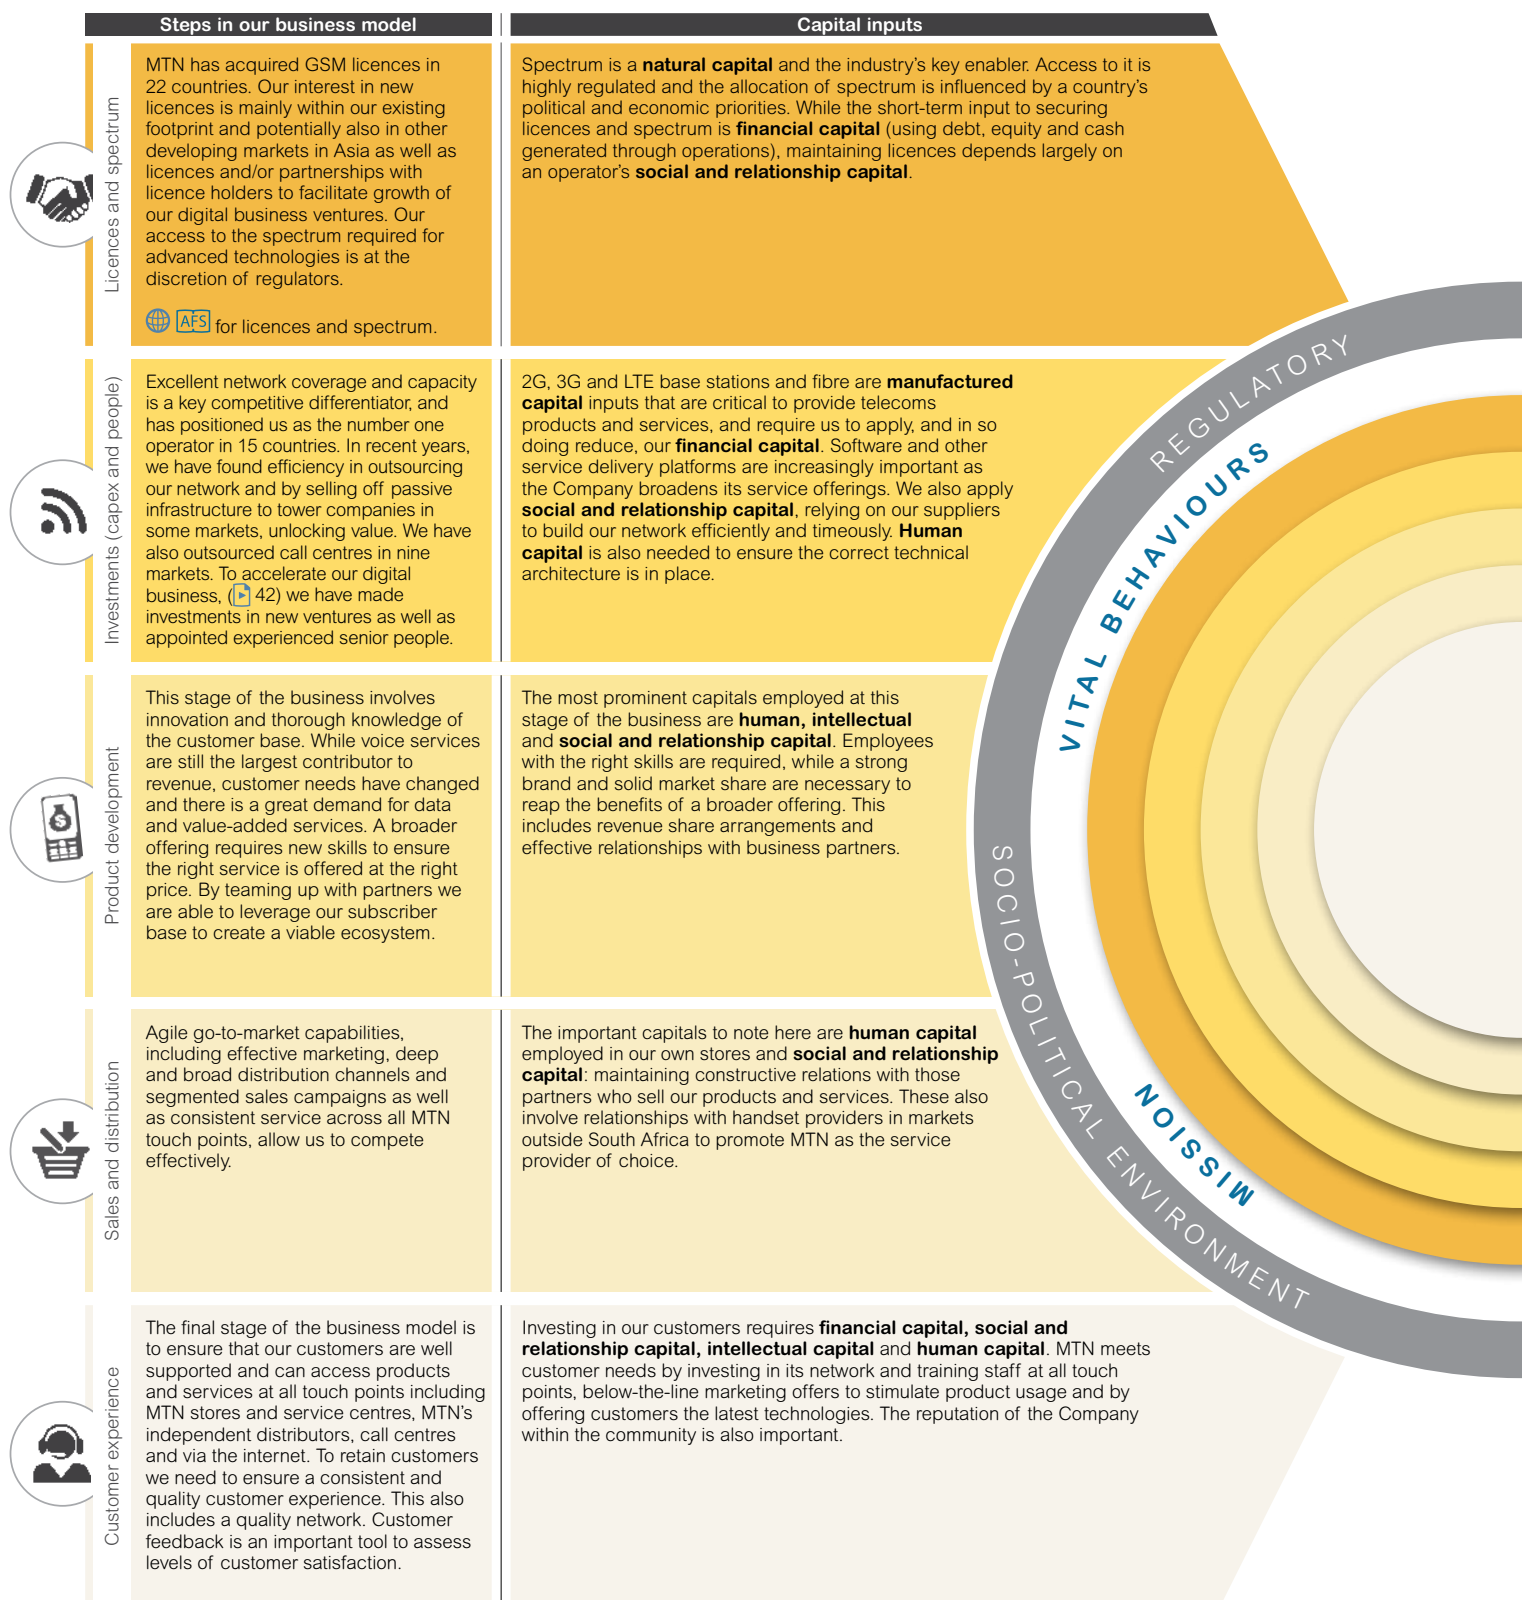 Steps in our business model
Capital inputs
Licences and spectrum
MTN has acquired GSM licences in
22 countries. Our interest in new
licences is mainly within our existing
footprint and potentially also in other
developing markets in Asia as well as
licences and/or partnerships with
licence holders to facilitate growth of
our digital business ventures. Our
access to the spectrum required for
advanced technologies is at the
discretion of regulators.
AFS for licences and spectrum.
Spectrum is a natural capital and the industry's key enabler. Access to it is
highly regulated and the allocation of spectrum is influenced by a country's
political and economic priorities. While the short-term input to securing
licences and spectrum is financial capital (using debt, equity and cash
generated through operations), maintaining licences depends largely on
an operator's social and relationship capital.
Investments (capex and people)
Excellent network coverage and capacity
is a key competitive differentiator, and
has positioned us as the number one
operator in 15 countries. In recent years,
we have found efficiency in outsourcing
our network and by selling off passive
infrastructure to tower companies in
some markets, unlocking value. We have
also outsourced call centres in nine
markets. To accelerate our digital
business, ( 42) we have made
investments in new ventures as well as
appointed experienced senior people.
2G, 3G and LTE base stations and fibre are manufactured
capital inputs that are critical to provide telecoms
products and services, and require us to apply, and in so
doing reduce, our financial capital. Software and other
service delivery platforms are increasingly important as
the Company broadens its service offerings. We also apply
social and relationship capital, relying on our suppliers
to build our network efficiently and timeously. Human
capital is also needed to ensure the correct technical
architecture is in place.
Product development
This stage of the business involves
innovation and thorough knowledge of
the customer base. While voice services
are still the largest contributor to
revenue, customer needs have changed
and there is a great demand for data
and value-added services. A broader
offering requires new skills to ensure
the right service is offered at the right
price. By teaming up with partners we
are able to leverage our subscriber
base to create a viable ecosystem.
The most prominent capitals employed at this
stage of the business are human, intellectual
and social and relationship capital. Employees
with the right skills are required, while a strong
brand and solid market share are necessary to
reap the benefits of a broader offering. This
includes revenue share arrangements and
effective relationships with business partners.
Sales and distribution
Agile go-to-market capabilities,
including effective marketing, deep
and broad distribution channels and
segmented sales campaigns as well
as consistent service across all MTN
touch points, allow us to compete
effectively.
The important capitals to note here are human capital
employed in our own stores and social and relationship
capital: maintaining constructive relations with those
partners who sell our products and services. These also
involve relationships with handset providers in markets
outside South Africa to promote MTN as the service
provider of choice.
Customer experience
The final stage of the business model is
to ensure that our customers are well
supported and can access products
and services at all touch points including
MTN stores and service centres, MTN's
independent distributors, call centres
and via the internet. To retain customers
we need to ensure a consistent and
quality customer experience. This also
includes a quality network. Customer
feedback is an important tool to assess
levels of customer satisfaction.
Investing in our customers requires financial capital, social and
relationship capital, intellectual capital and human capital. MTN meets
customer needs by investing in its network and training staff at all touch
points, below-the-line marketing offers to stimulate product usage and by
offering customers the latest technologies. The reputation of the Company
within the community is also important.
REGULATORY
VITAL BEHAVIOURS
SOCIO-POLITICAL ENVIRONMENT
MISSION